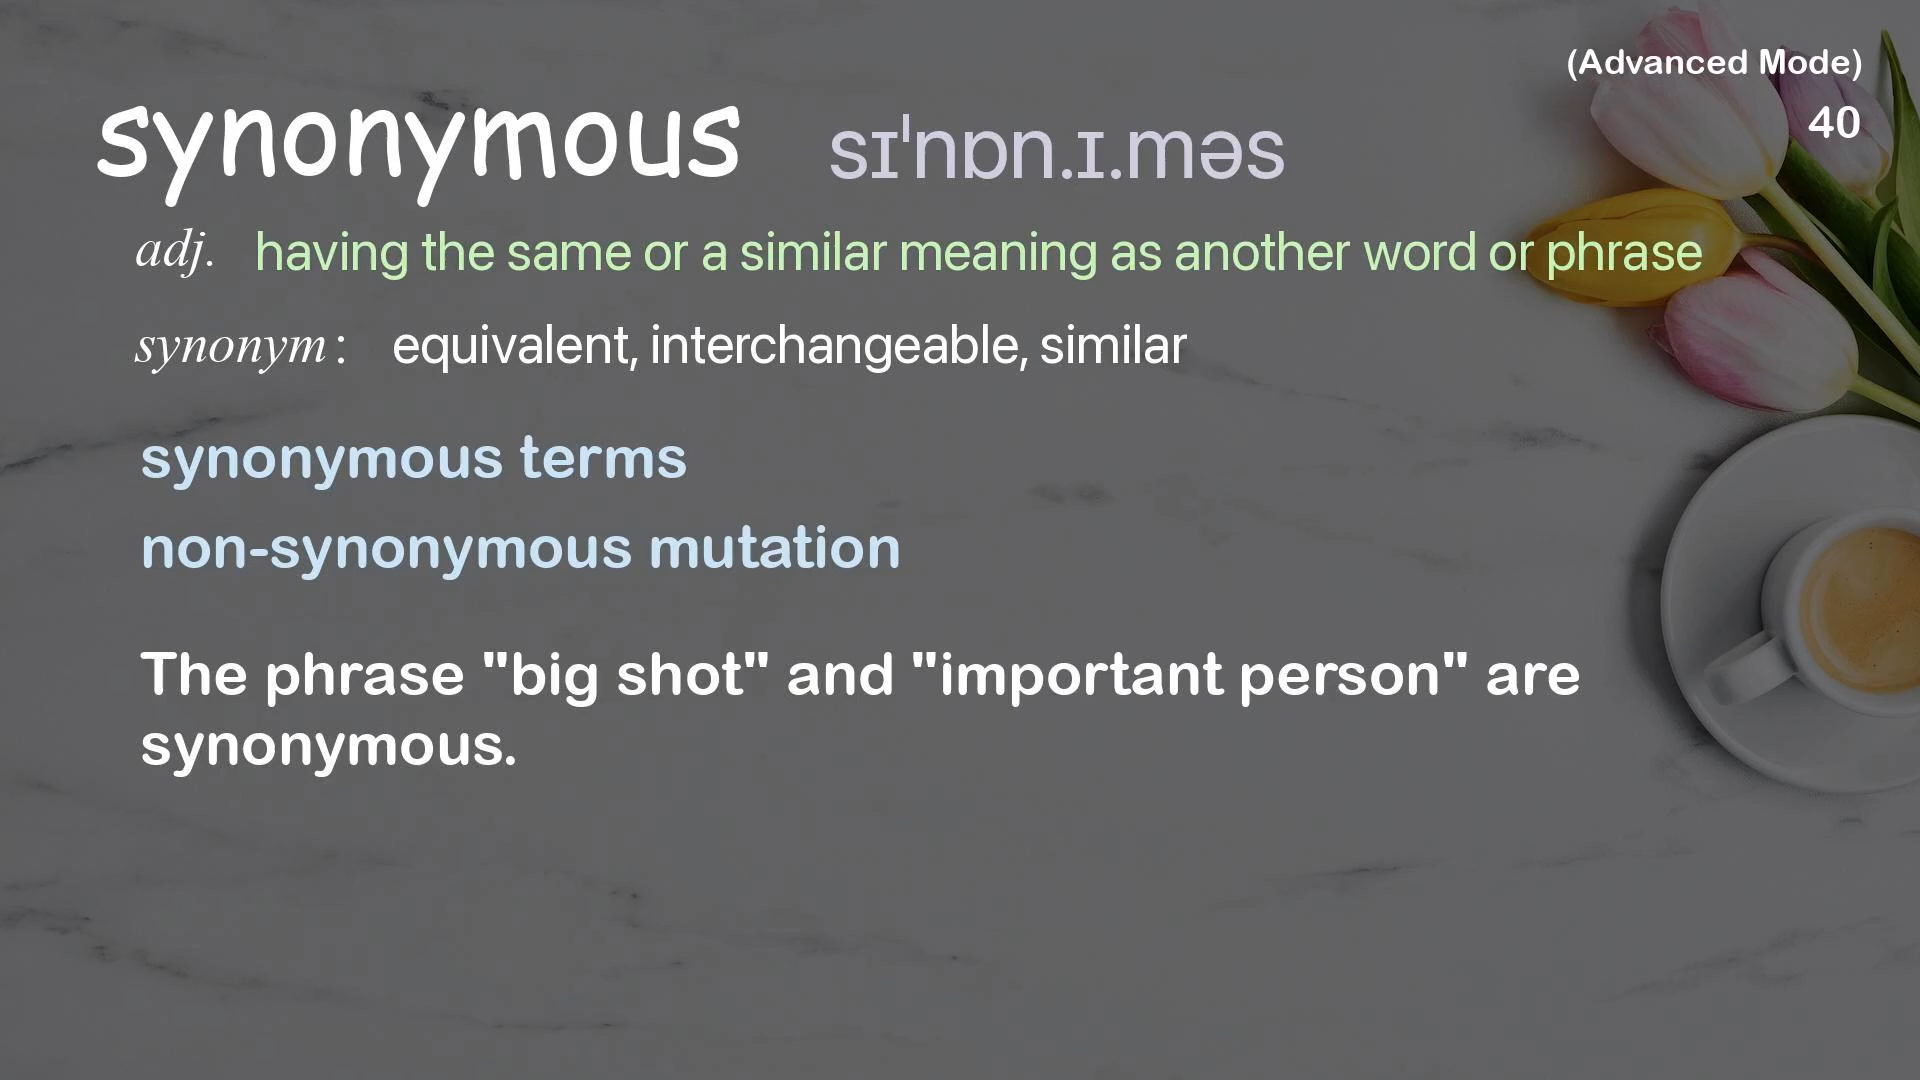 (Advanced Mode)
40
synonymous sɪˈnɒn.ɪ.məs
adj. having the same or a similar meaning as another word or phrase
synonym : equivalent, interchangeable, similar
synonymous terms
non-synonymous mutation
The phrase "big shot" and "important person" are
synonymous.